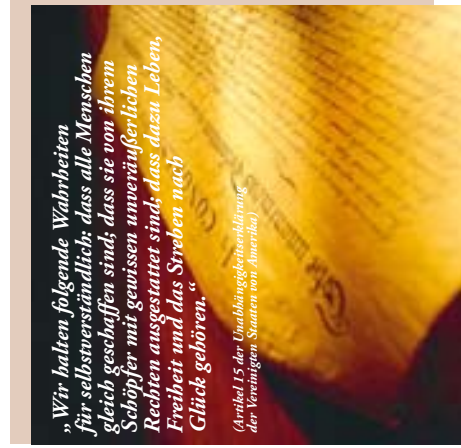 „Wir halten folgende Wahrheiten
für selbstverständlich: dass alle Menschen
gleich geschaffen sind; dass sie von ihrem
Schöpfer mit gewissen unveräußerlichen
Rechten ausgestattet sind; dass dazu Leben,
Freiheit und das Streben nach
Glück gehören.“
(Artikel 15 der Unabhängigkeitserklärung
der Vereinigten Staaten von Amerika)